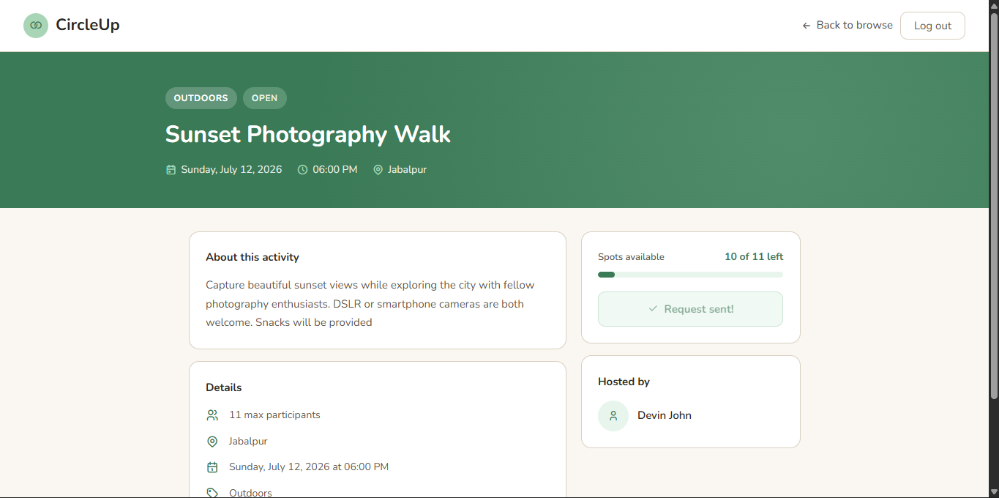 CircleUp
Back to browse
Log out
OUTDOORS
OPEN
Sunset Photography Walk
Sunday, July 12, 2026
06:00 PM
Jabalpur
About this activity
Capture beautiful sunset views while exploring the city with fellow
photography enthusiasts. DSLR or smartphone cameras are both
welcome. Snacks will be provided
Spots available
10 of 11 left
Request sent!
Details
11 max participants
Jabalpur
Sunday, July 12, 2026 at 06:00 PM
Outdoors
Hosted by
Devin John